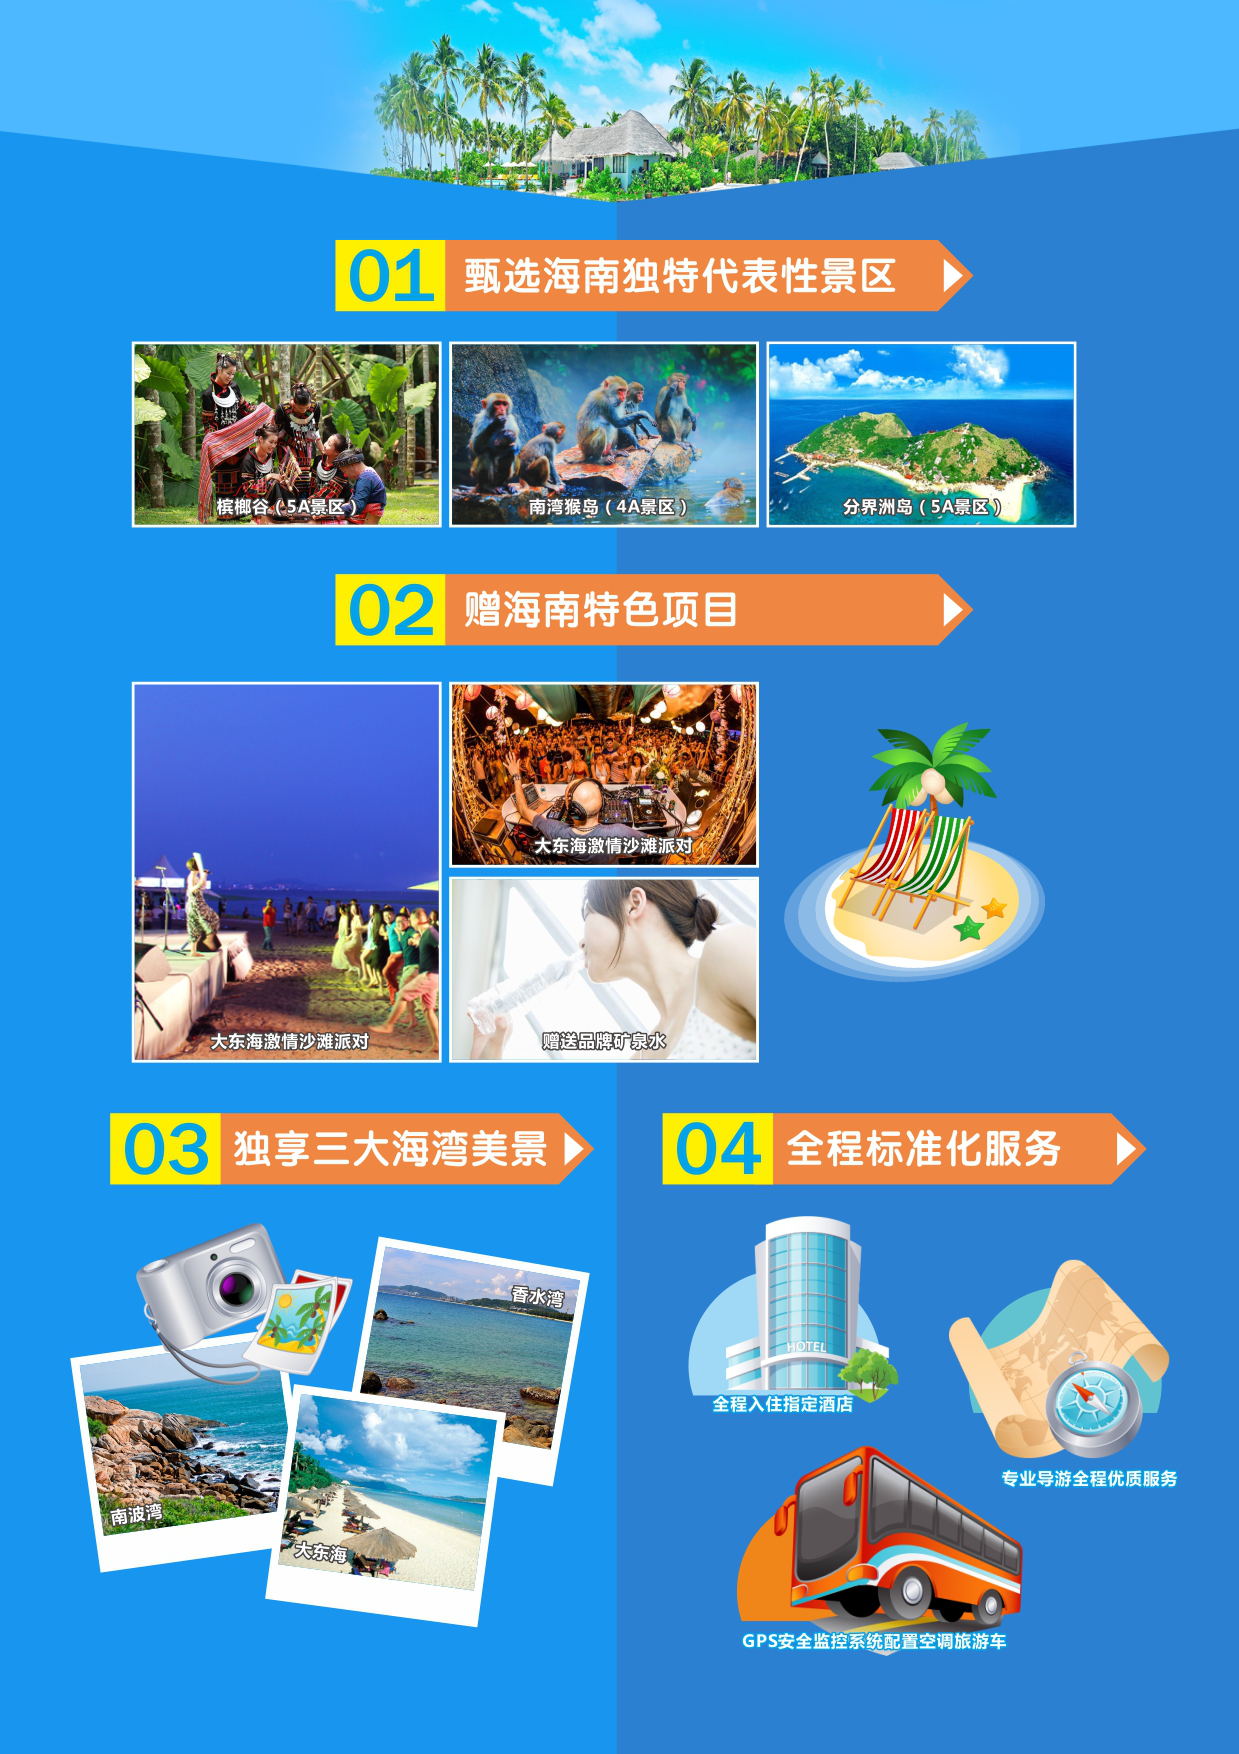 01 甄选海南独特代表性景区
槟榔谷（5A景区）
南湾猴岛（4A景区）
分界洲岛（5A景区）
02 赠海南特色项目
大东海激情沙滩派对
大东海激情沙滩派对
赠送品牌矿泉水
03 独享三大海湾美景
香水湾
南波湾
大东海
04 全程标准化服务
HOTEL
全程入住指定酒店
专业导游全程优质服务
GPS安全监控系统配置空调旅游车